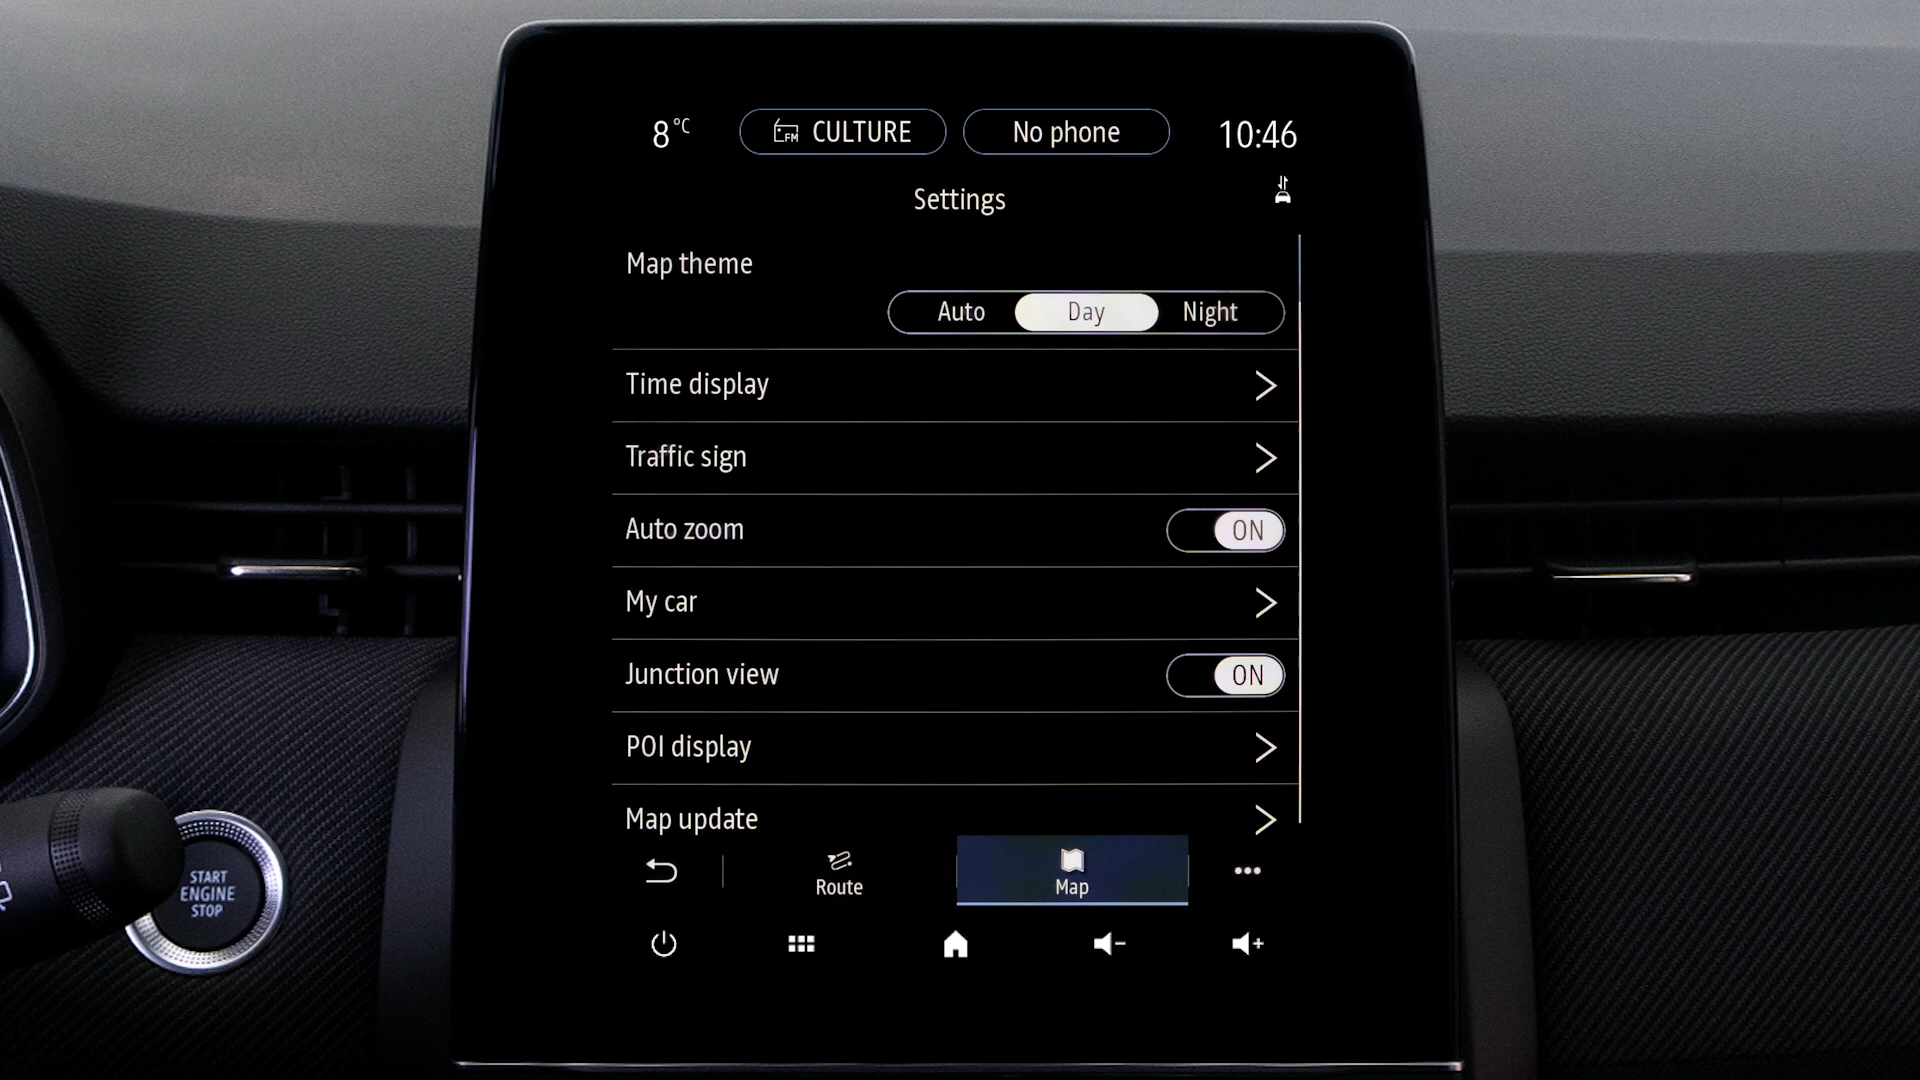 8°C FM CULTURE No phone 10:46
Settings
Map theme
Auto Day Night
Time display
Traffic sign
Auto zoom ON
My car
Junction view ON
POI display
Map update
Route Map
START
ENGINE
STOP